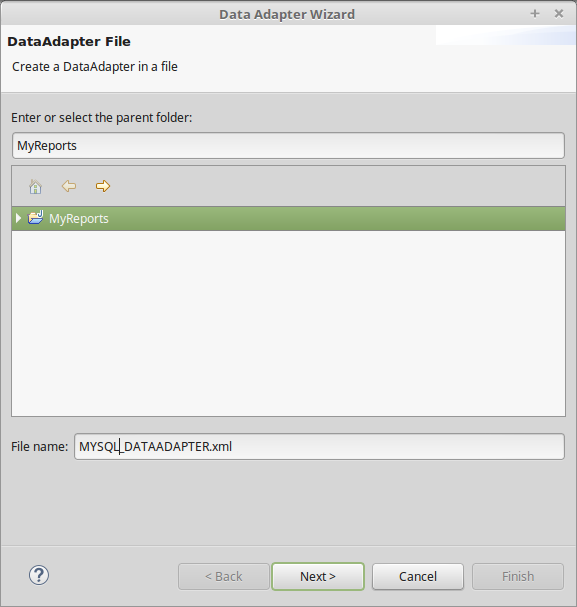 Data Adapter Wizard
DataAdapter File
Create a DataAdapter in a file
Enter or select the parent folder:
MyReports
MyReports
File name: MYSQL_DATAADAPTER.xml
< Back Next > Cancel Finish